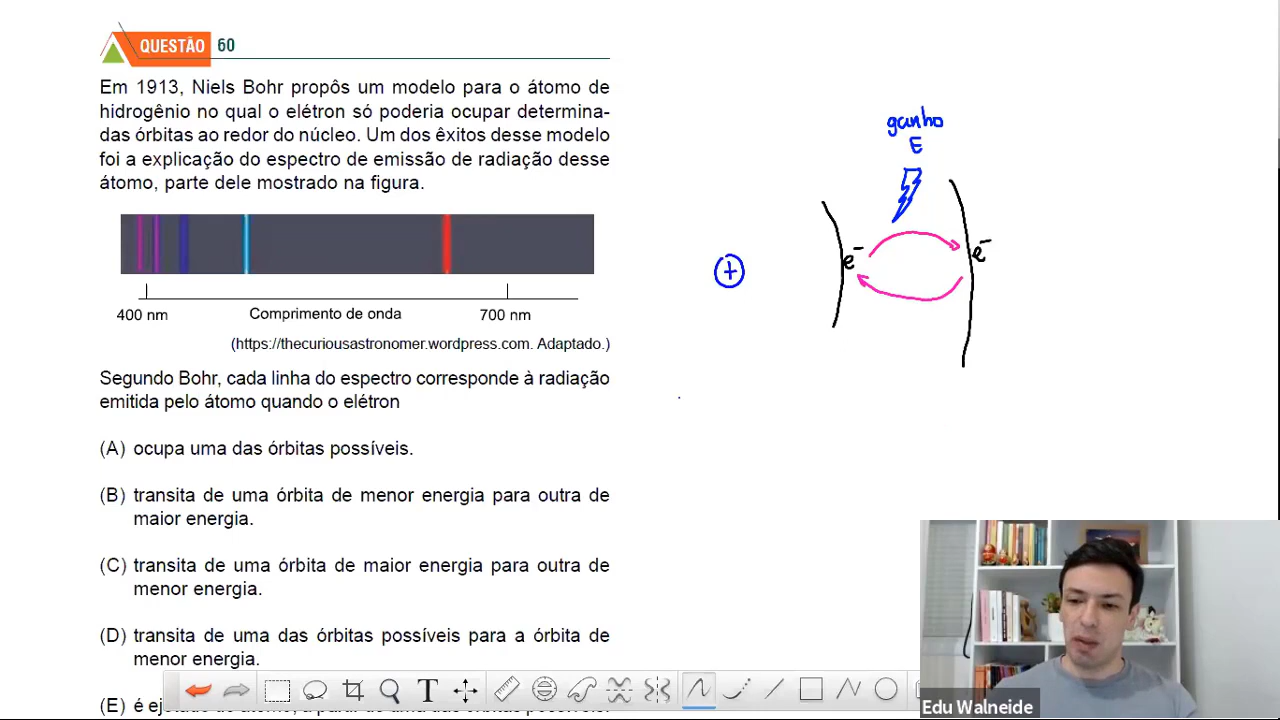 QUESTÃO 60
Em 1913, Niels Bohr propôs um modelo para o átomo de
hidrogênio no qual o elétron só poderia ocupar determina-
das órbitas ao redor do núcleo. Um dos êxitos desse modelo
foi a explicação do espectro de emissão de radiação desse
átomo, parte dele mostrado na figura.
400 nm Comprimento de onda 700 nm
(https://thecuriousastronomer.wordpress.com. Adaptado.)
Segundo Bohr, cada linha do espectro corresponde à radiação
emitida pelo átomo quando o elétron
(A) ocupa uma das órbitas possíveis.
(B) transita de uma órbita de menor energia para outra de
maior energia.
(C) transita de uma órbita de maior energia para outra de
menor energia.
(D) transita de uma das órbitas possíveis para a órbita de
menor energia.
(E) é
ganho
E
+
e⁻
e⁻
T
Edu Walneide